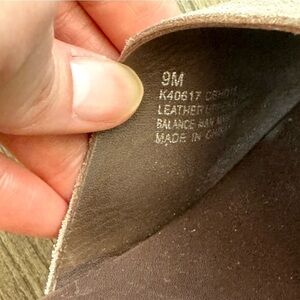 9M
K40617
LEATHER
BALANCE MAN
MADE IN CHINA